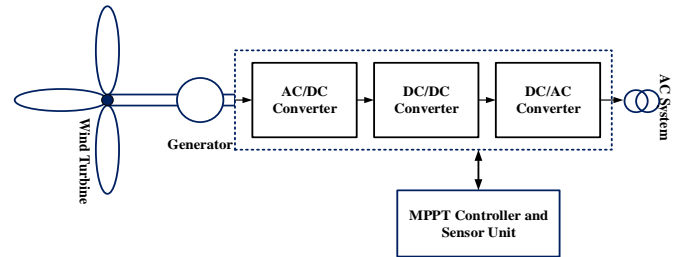 Wind Turbine
Generator
AC/DC
Converter
DC/DC
Converter
DC/AC
Converter
AC System
MPPT Controller and
Sensor Unit